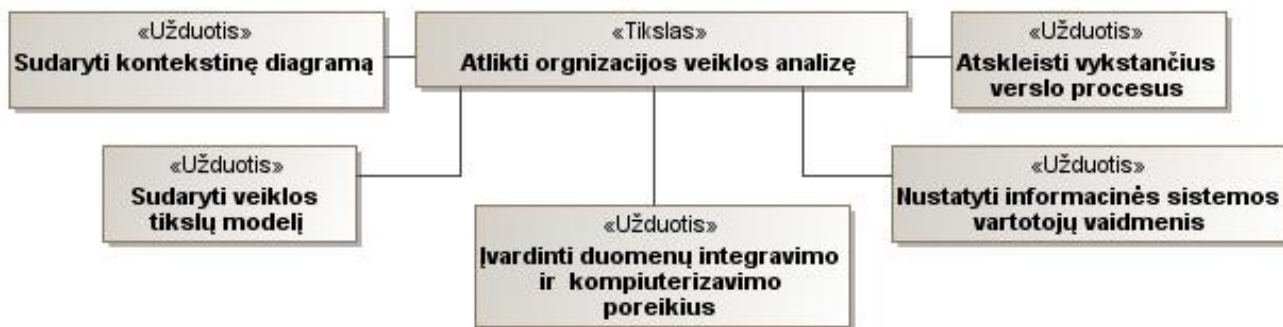 «Užduotis»
Sudaryti kontekstinę diagramą
«Tikslas»
Atlikti orgnizacijos veiklos analizę
«Užduotis»
Atskleisti vykstančius
verslo procesus
«Užduotis»
Sudaryti veiklos
tikslų modelį
«Užduotis»
Įvardinti duomenų integravimo
ir kompiuterizavimo
poreikius
«Užduotis»
Nustatyti informacinės sistemos
vartotojų vaidmenis